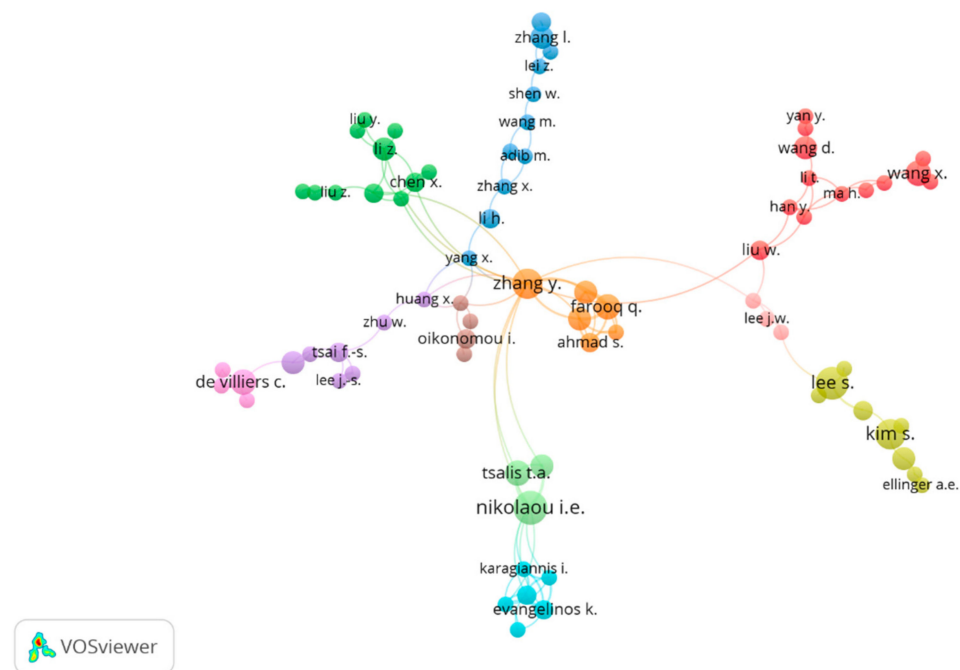 zhang l.
lei z.
shen w.
liu y.
yan y.
wang m.
li z.
wang d.
adib m.
chen x.
li t.
wang x.
zhang x.
liu z.
ma h.
han y.
li h.
liu w.
yang x.
zhang y.
huang x.
farooq q.
zhu w.
lee j.w.
oikonomou i.
ahmad s.
tsai f.-s.
lee j.-s.
de villiers c.
lee s.
kim s.
tsalis t.a.
ellinger a.e.
nikolaou i.e.
karagiannis i.
evangelinos k.
VOSviewer